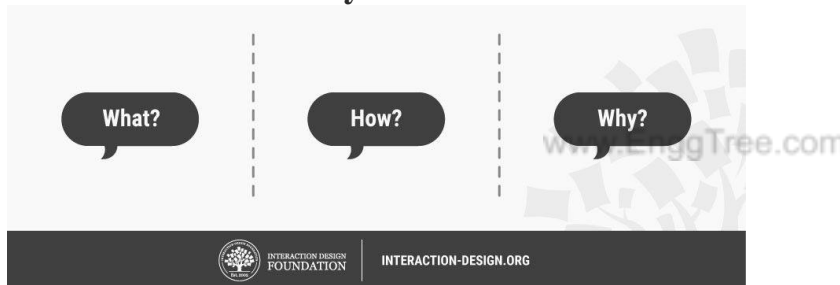 What?
How?
Why?
www.EnggTree.com
INTERACTION DESIGN
FOUNDATION
INTERACTION-DESIGN.ORG